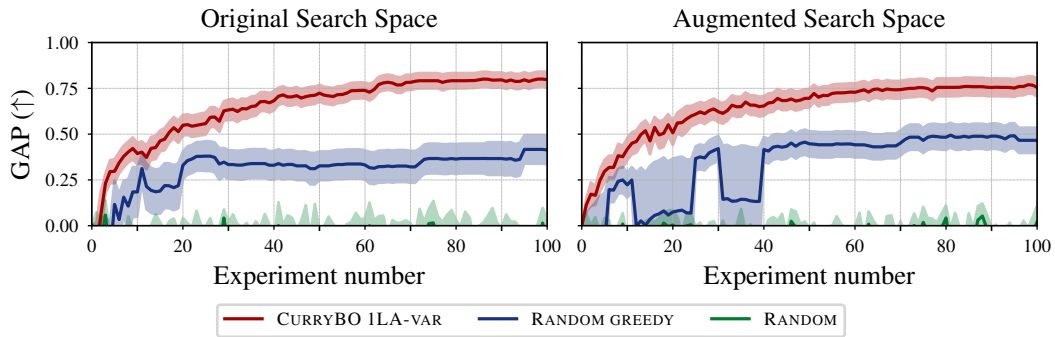 Original Search Space
Augmented Search Space
GAP (↑)
1.00
0.75
0.50
0.25
0.00
0 20 40 60 80 100
0 20 40 60 80 100
Experiment number
Experiment number
CURRYBO 1LA-VAR
RANDOM GREEDY
RANDOM